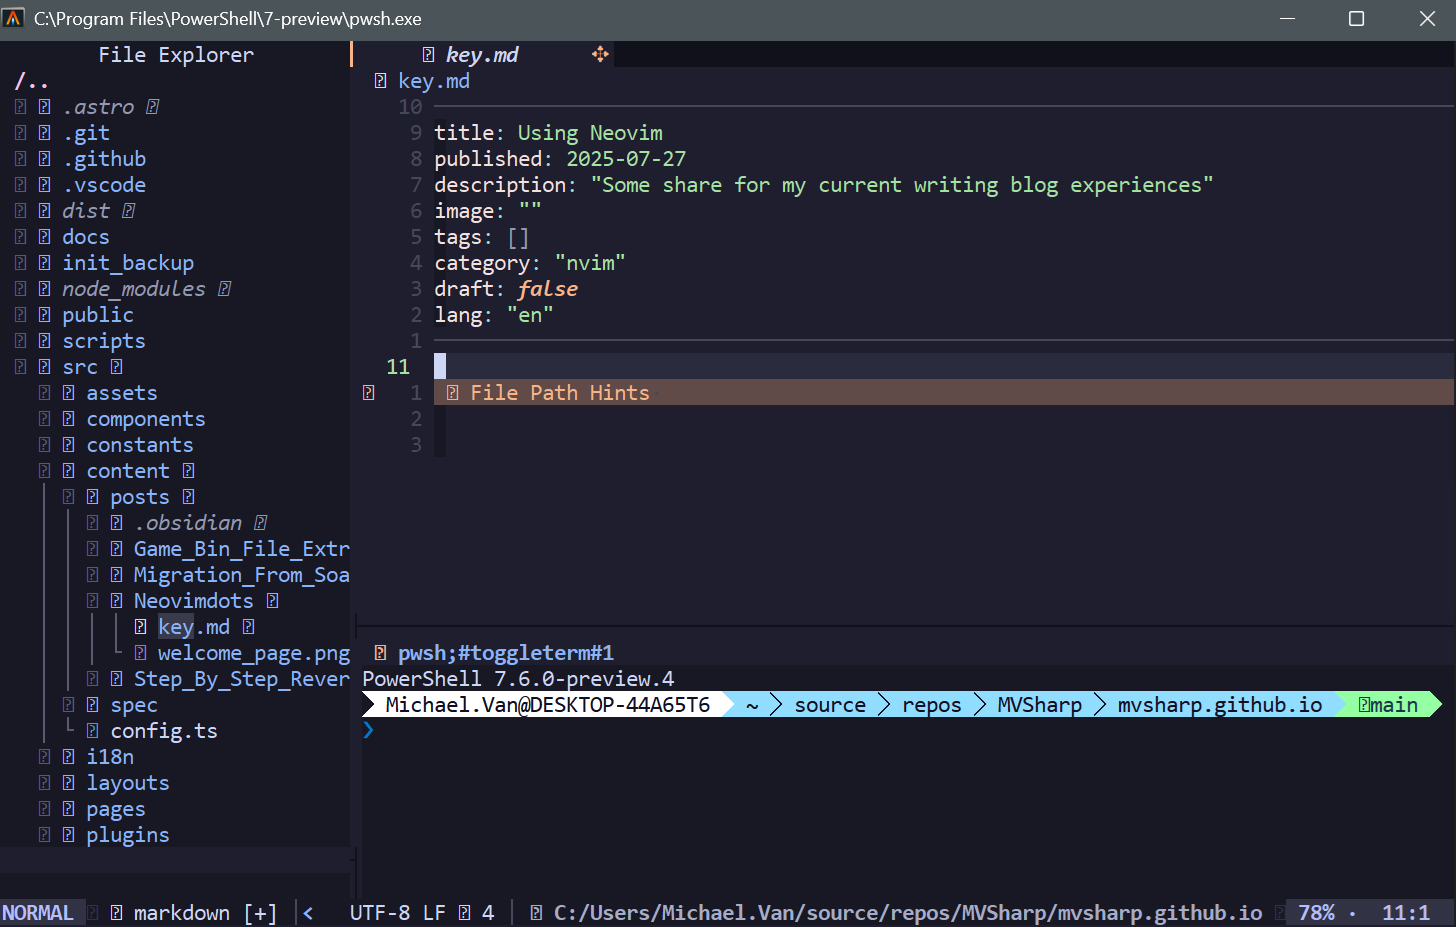 C:\Program Files\PowerShell\7-preview\pwsh.exe
File Explorer
/..
.astro
.git
.github
.vscode
dist
docs
init_backup
node_modules
public
scripts
src
assets
components
constants
content
posts
.obsidian
Game_Bin_File_Extr
Migration_From_Soa
Neovimdots
key.md
welcome_page.png
Step_By_Step_Rever
spec
config.ts
i18n
layouts
pages
plugins
key.md
key.md
10
9 title: Using Neovim
8 published: 2025-07-27
7 description: "Some share for my current writing blog experiences"
6 image: ""
5 tags: []
4 category: "nvim"
3 draft: false
2 lang: "en"
1
11
1 File Path Hints
2
3
pwsh;#toggleterm#1
PowerShell 7.6.0-preview.4
Michael.Van@DESKTOP-44A65T6 ~ source repos MVSharp mvsharp.github.io main
❯
NORMAL markdown [+] < UTF-8 LF 4 C:/Users/Michael.Van/source/repos/MVSharp/mvsharp.github.io 78% · 11:1